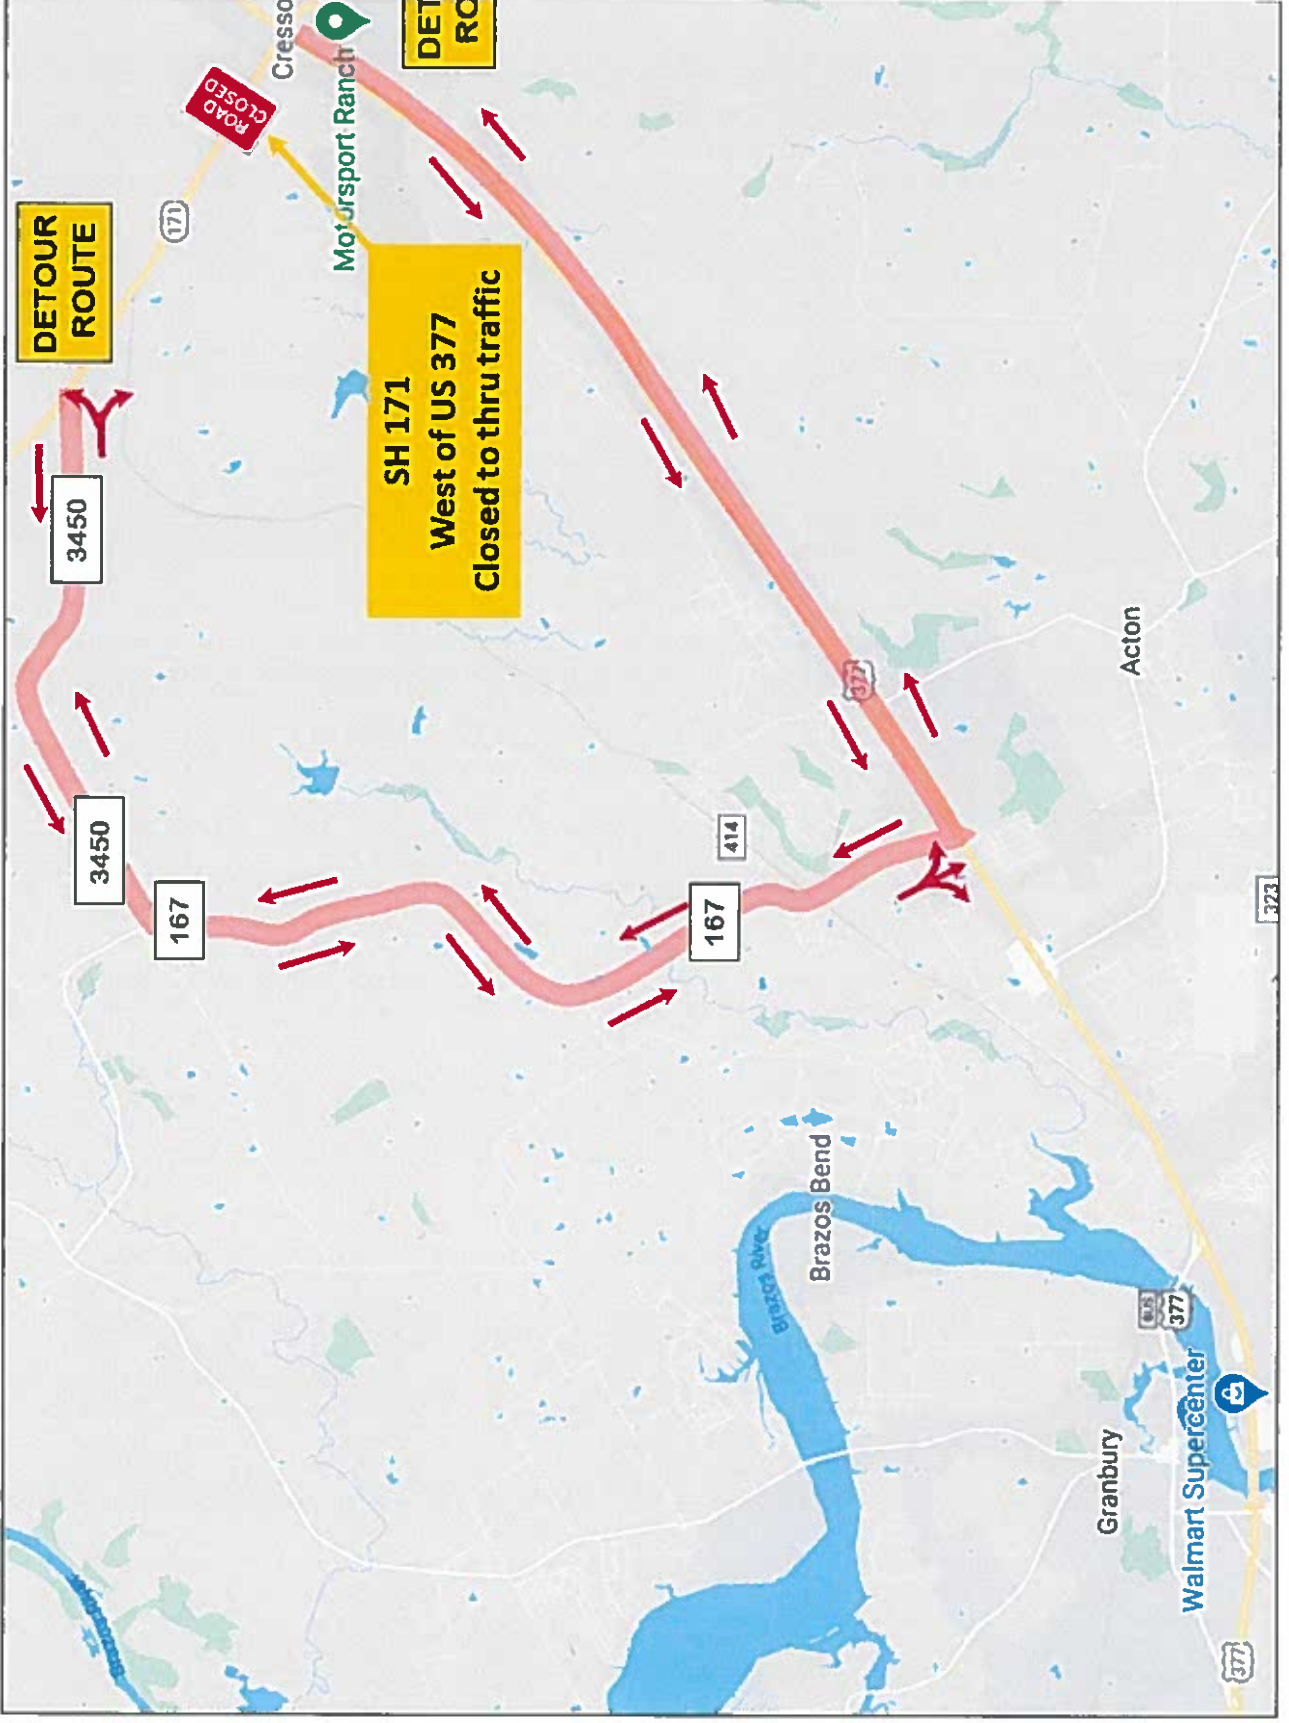 DETOUR
ROUTE
3450
3450
167
171
ROAD
CLOSED
Cresso
Motorsport Ranch
DET
RO
SH 171
West of US 377
Closed to thru traffic
414
167
377
Acton
323
Brazos River
Brazos Bend
BUS
377
Granbury
Walmart Supercenter
377